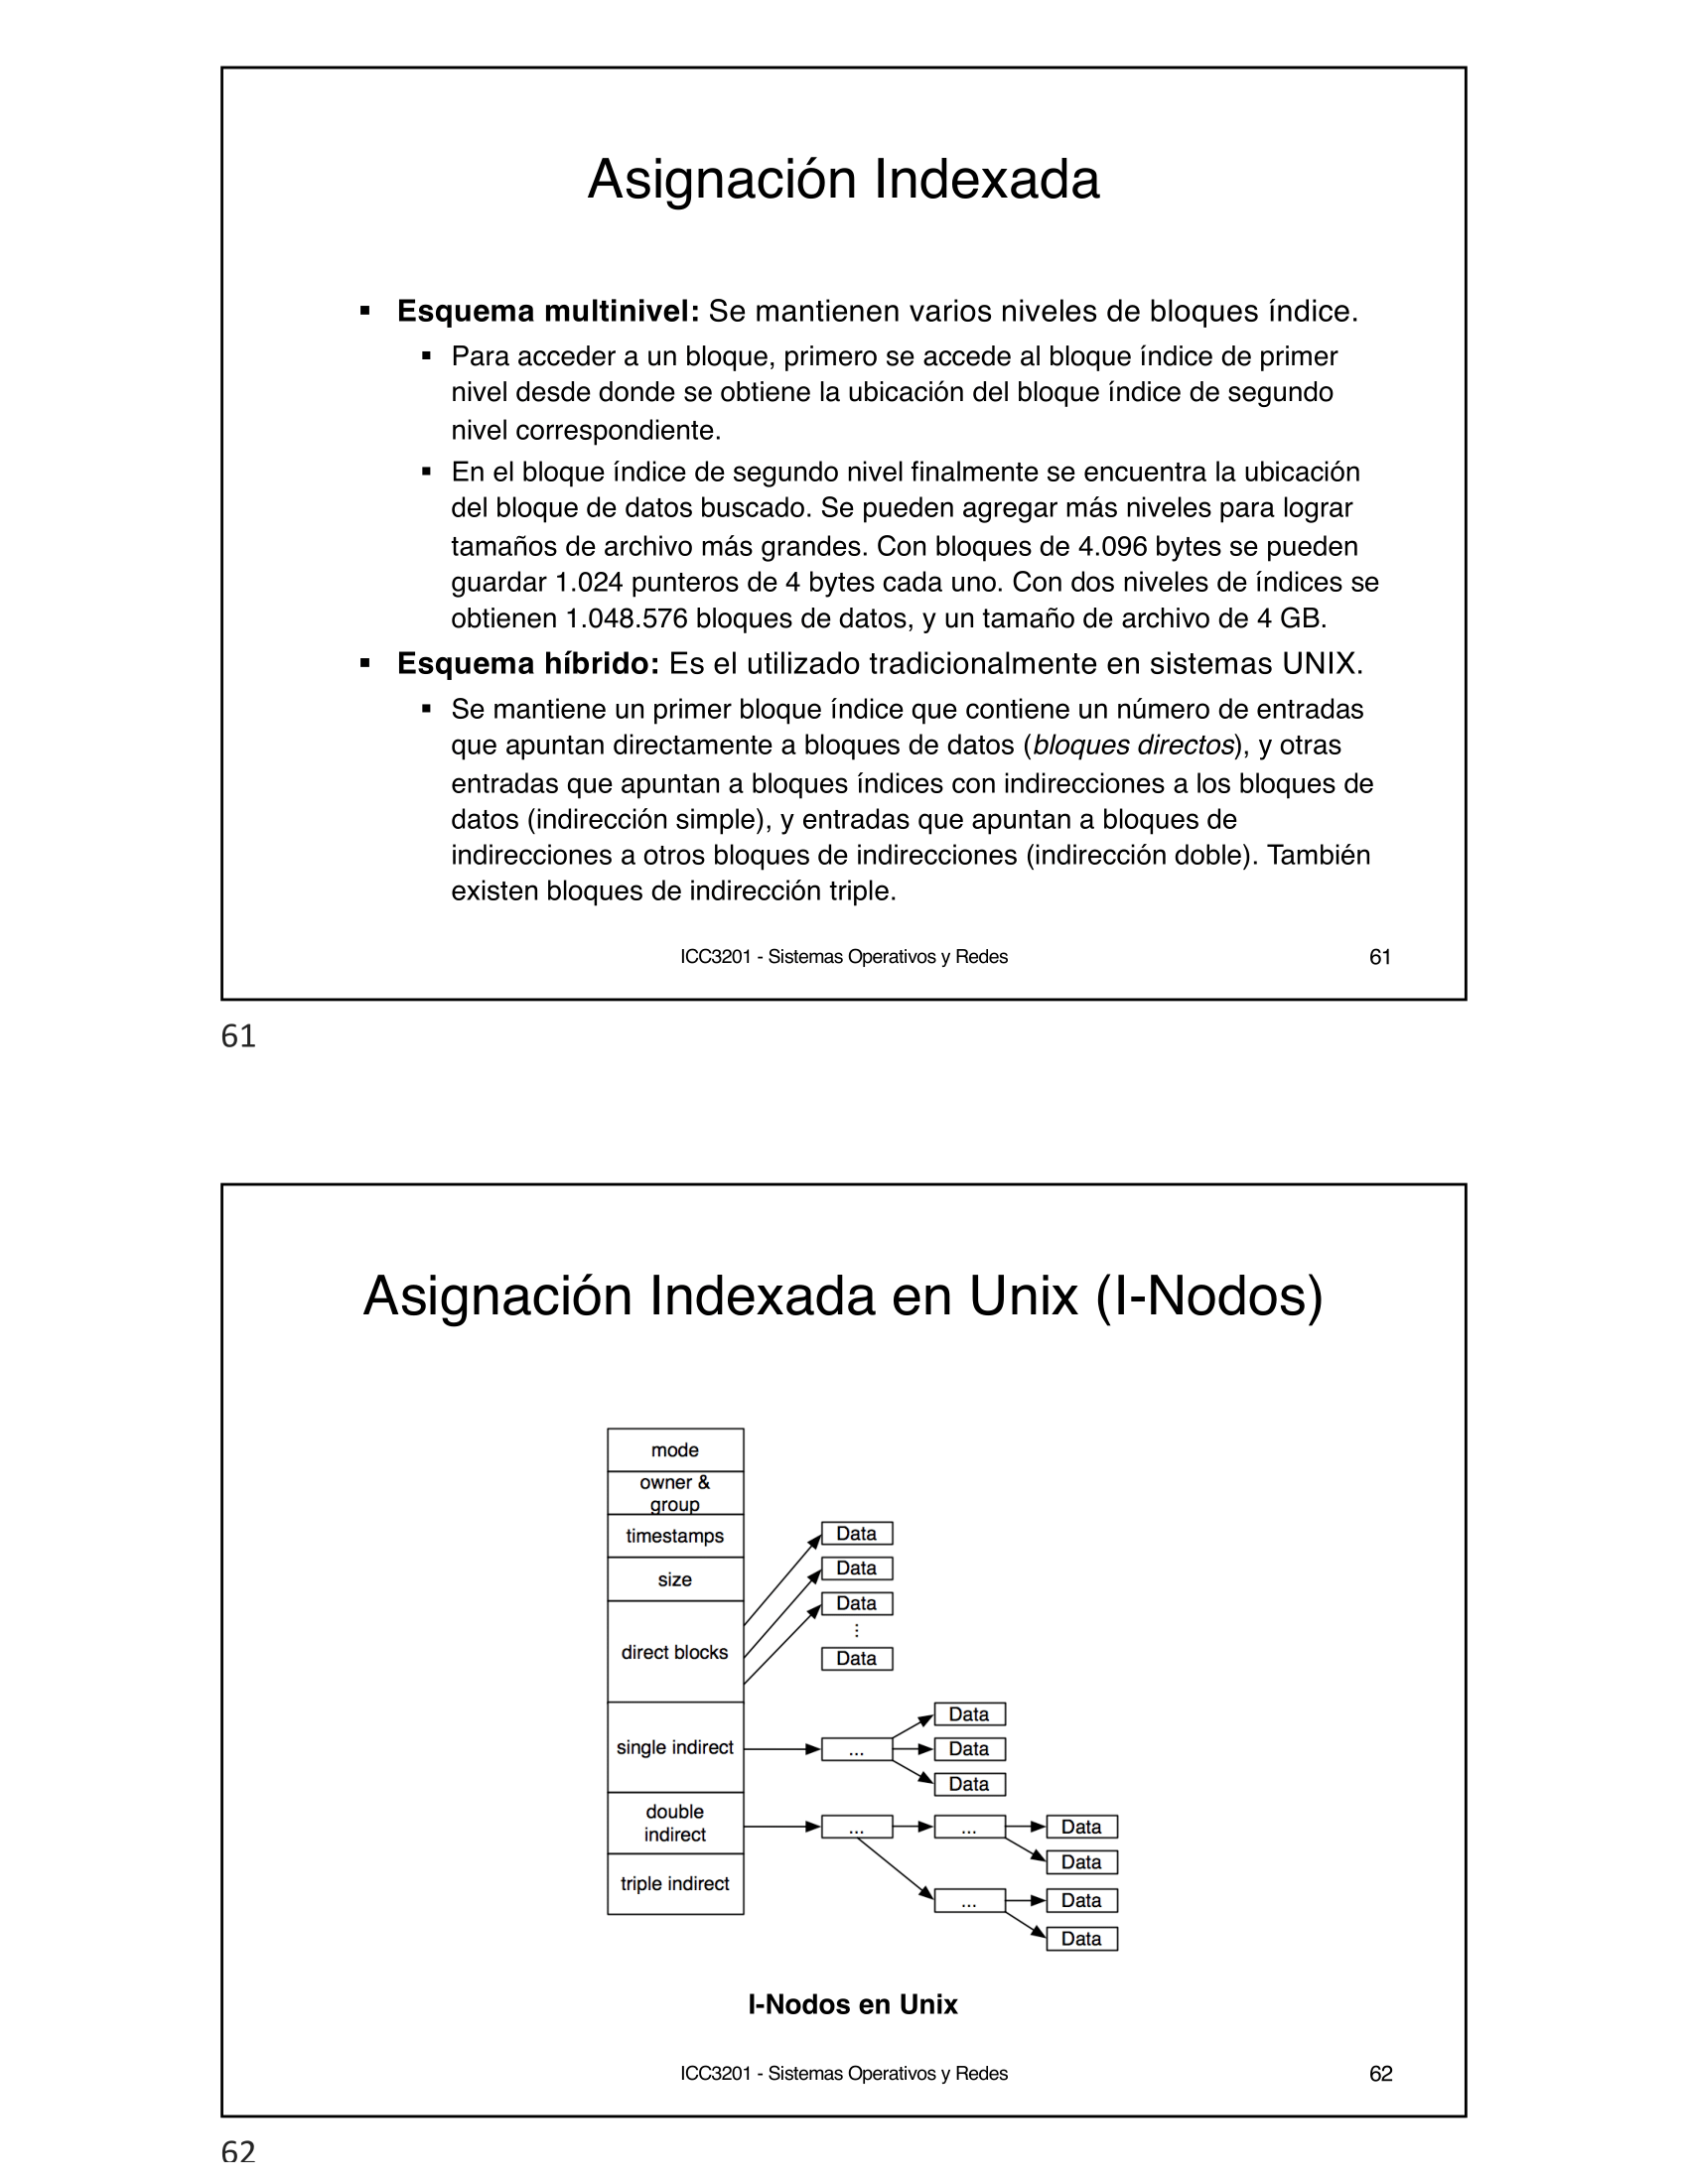 Asignación Indexada
▪ Esquema multinivel: Se mantienen varios niveles de bloques índice.
▪ Para acceder a un bloque, primero se accede al bloque índice de primer
nivel desde donde se obtiene la ubicación del bloque índice de segundo
nivel correspondiente.
▪ En el bloque índice de segundo nivel finalmente se encuentra la ubicación
del bloque de datos buscado. Se pueden agregar más niveles para lograr
tamaños de archivo más grandes. Con bloques de 4.096 bytes se pueden
guardar 1.024 punteros de 4 bytes cada uno. Con dos niveles de índices se
obtienen 1.048.576 bloques de datos, y un tamaño de archivo de 4 GB.
▪ Esquema híbrido: Es el utilizado tradicionalmente en sistemas UNIX.
▪ Se mantiene un primer bloque índice que contiene un número de entradas
que apuntan directamente a bloques de datos (bloques directos), y otras
entradas que apuntan a bloques índices con indirecciones a los bloques de
datos (indirección simple), y entradas que apuntan a bloques de
indirecciones a otros bloques de indirecciones (indirección doble). También
existen bloques de indirección triple.
ICC3201 - Sistemas Operativos y Redes 61
61
Asignación Indexada en Unix (I-Nodos)
mode
owner &
group
timestamps
size
direct blocks
single indirect
double
indirect
triple indirect
Data
Data
Data
⋮
Data
...
Data
Data
Data
...
...
Data
Data
...
Data
Data
I-Nodos en Unix
ICC3201 - Sistemas Operativos y Redes 62
62